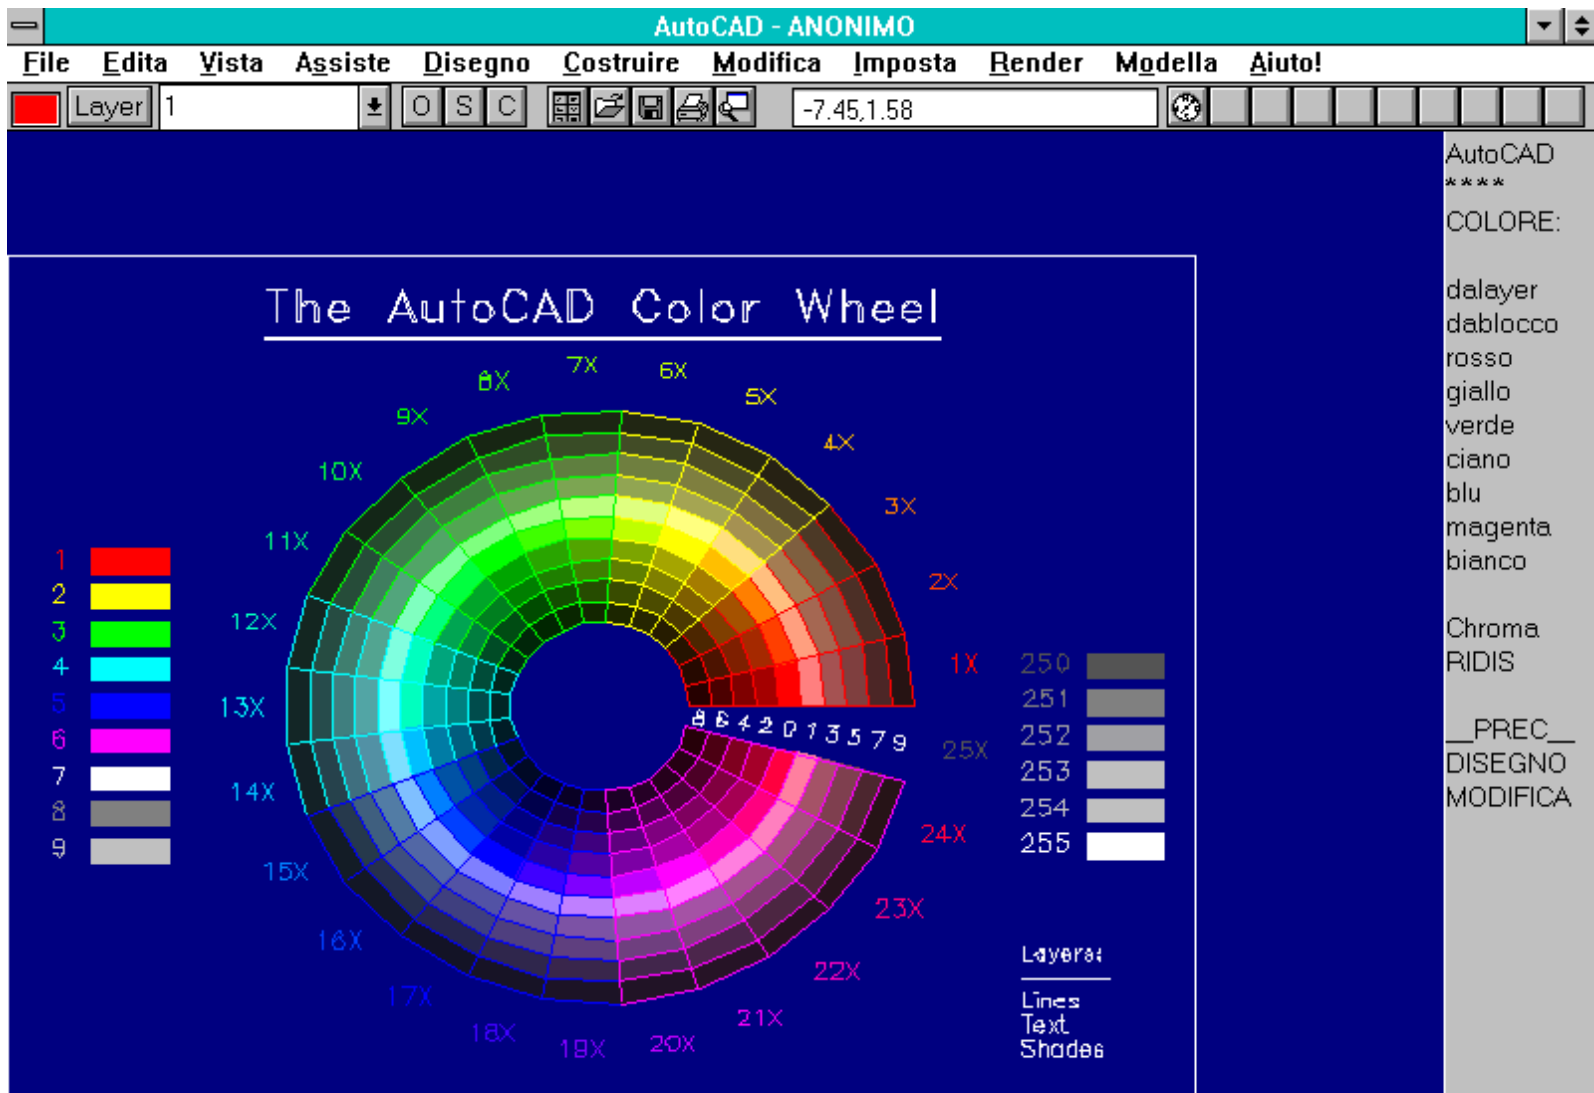 AutoCAD - ANONIMO
File Edita Vista Assiste Disegno Costruire Modifica Imposta Render Modella Aiuto!
Layer 1 O S C -7.45,1.58
The AutoCAD Color Wheel
7X
6X
8X
5X
9X
4X
10X
3X
11X
2X
12X
1X
13X
14X
24X
15X
23X
16X
22X
17X
21X
18X
20X
19X
25X
8 6 4 2 0 1 3 5 7 9
1
2
3
4
5
6
7
8
9
250
251
252
253
254
255
Layers:
Lines
Text
Shades
AutoCAD
****
COLORE:
dalayer
dablocco
rosso
giallo
verde
ciano
blu
magenta
bianco
Chroma
RIDIS
__PREC__
DISEGNO
MODIFICA